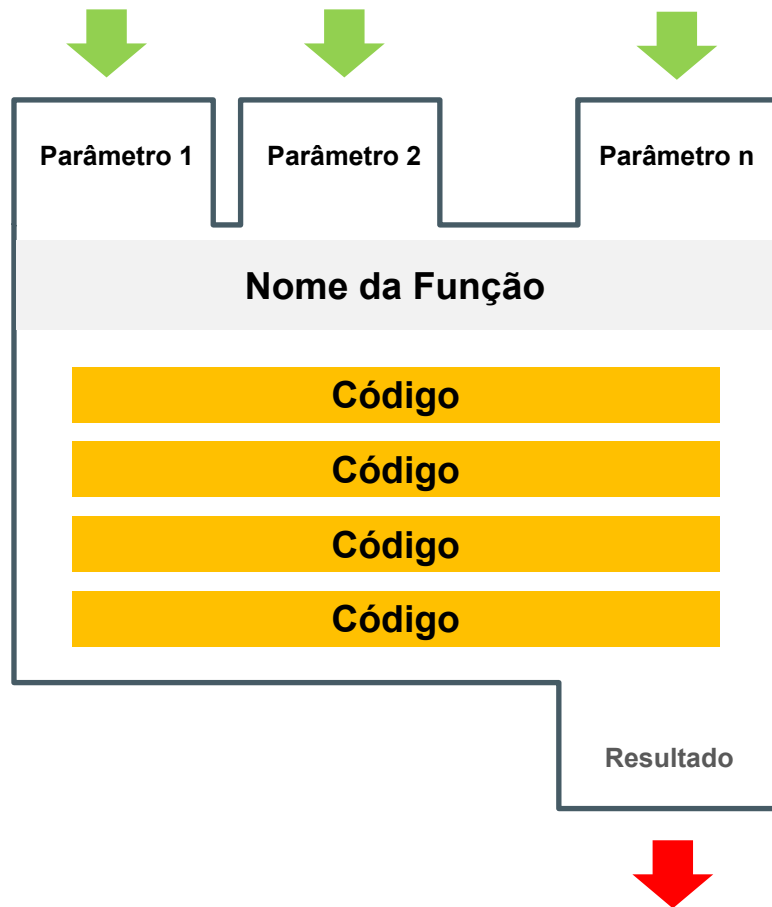 Parâmetro 1
Parâmetro 2
Parâmetro n
Nome da Função
Código
Código
Código
Código
Resultado